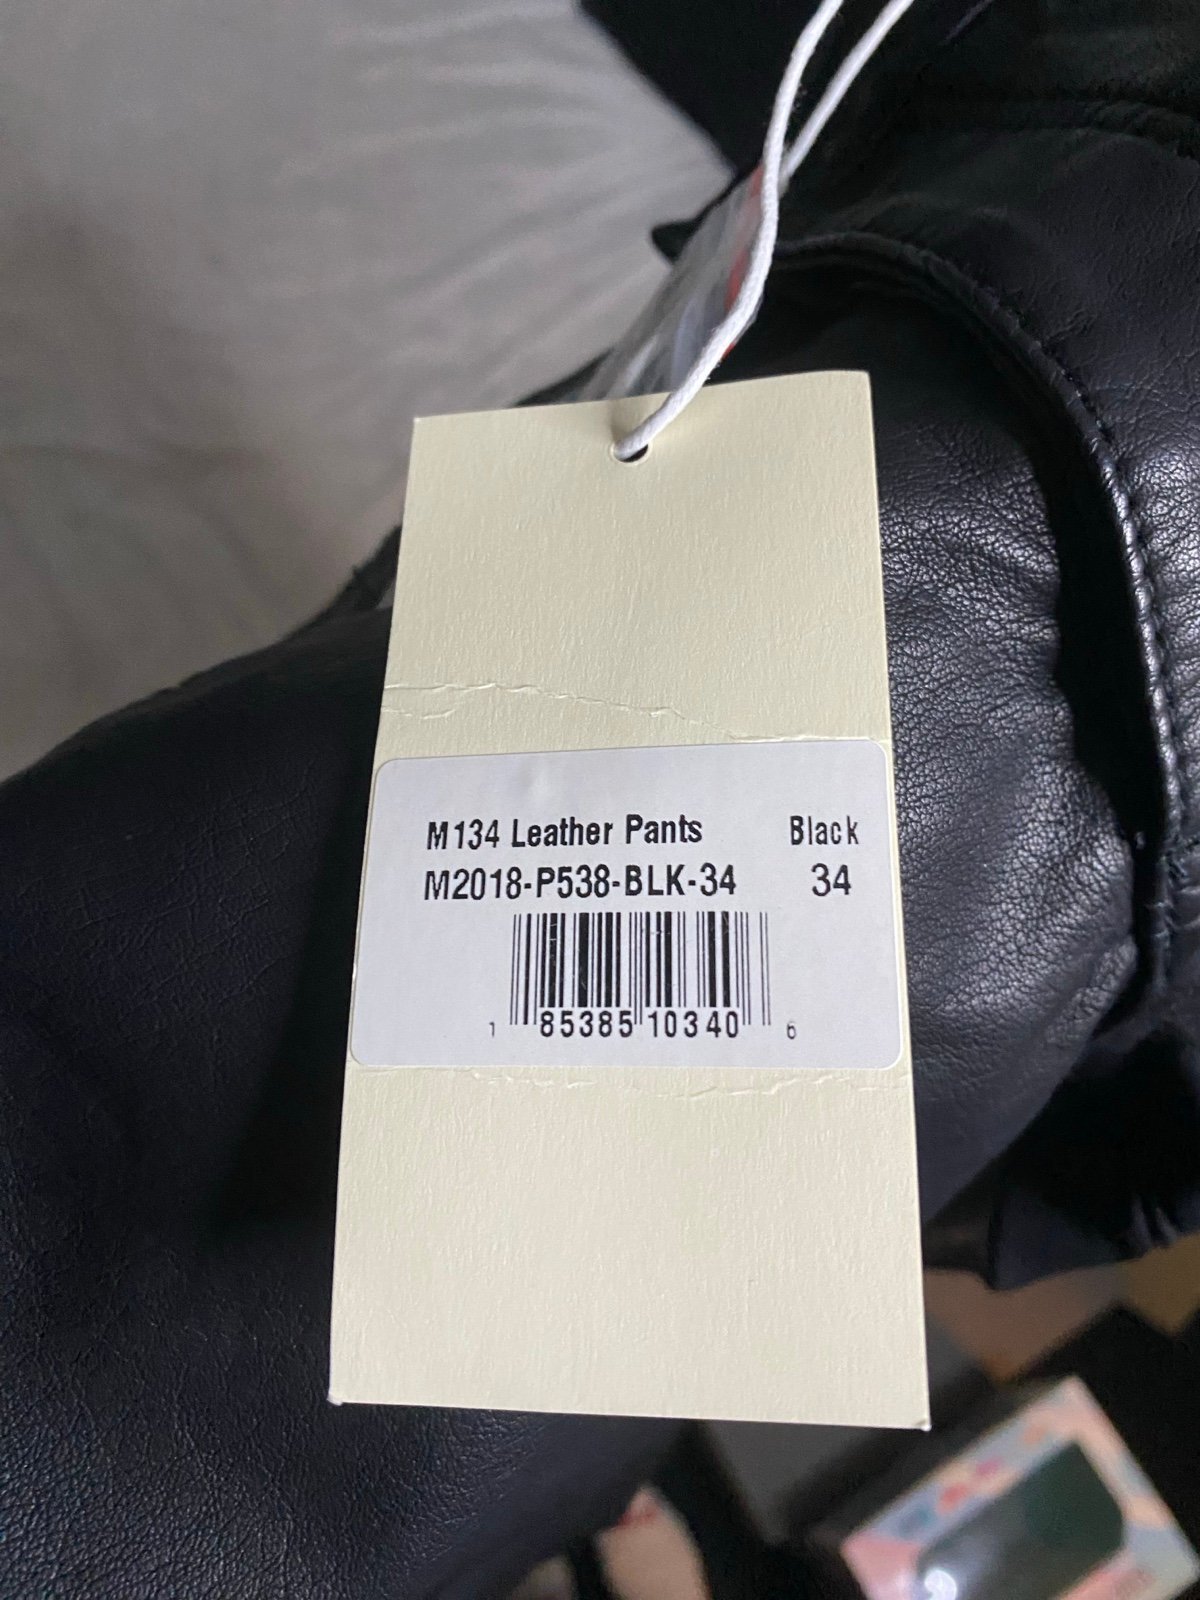 M134 Leather Pants Black
M2018-P538-BLK-34 34
1 85385 10340 6